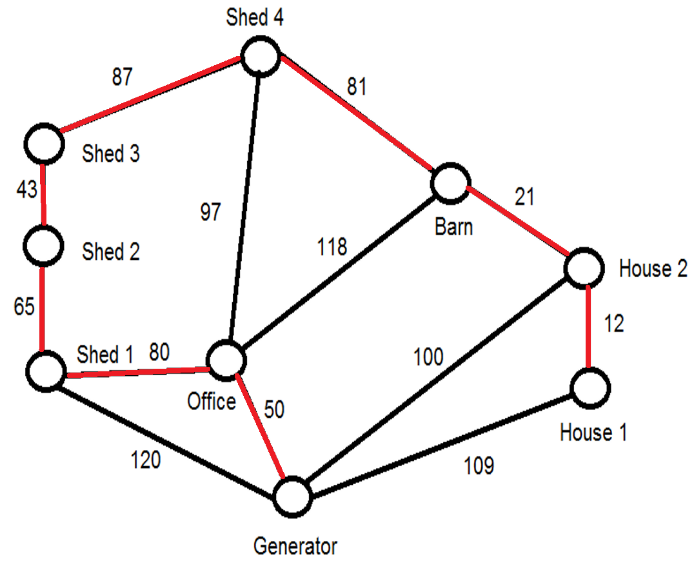 Shed 4
87
81
Shed 3
43
97
21
Barn
118
Shed 2
House 2
65
12
Shed 1
80
100
Office
50
House 1
120
109
Generator